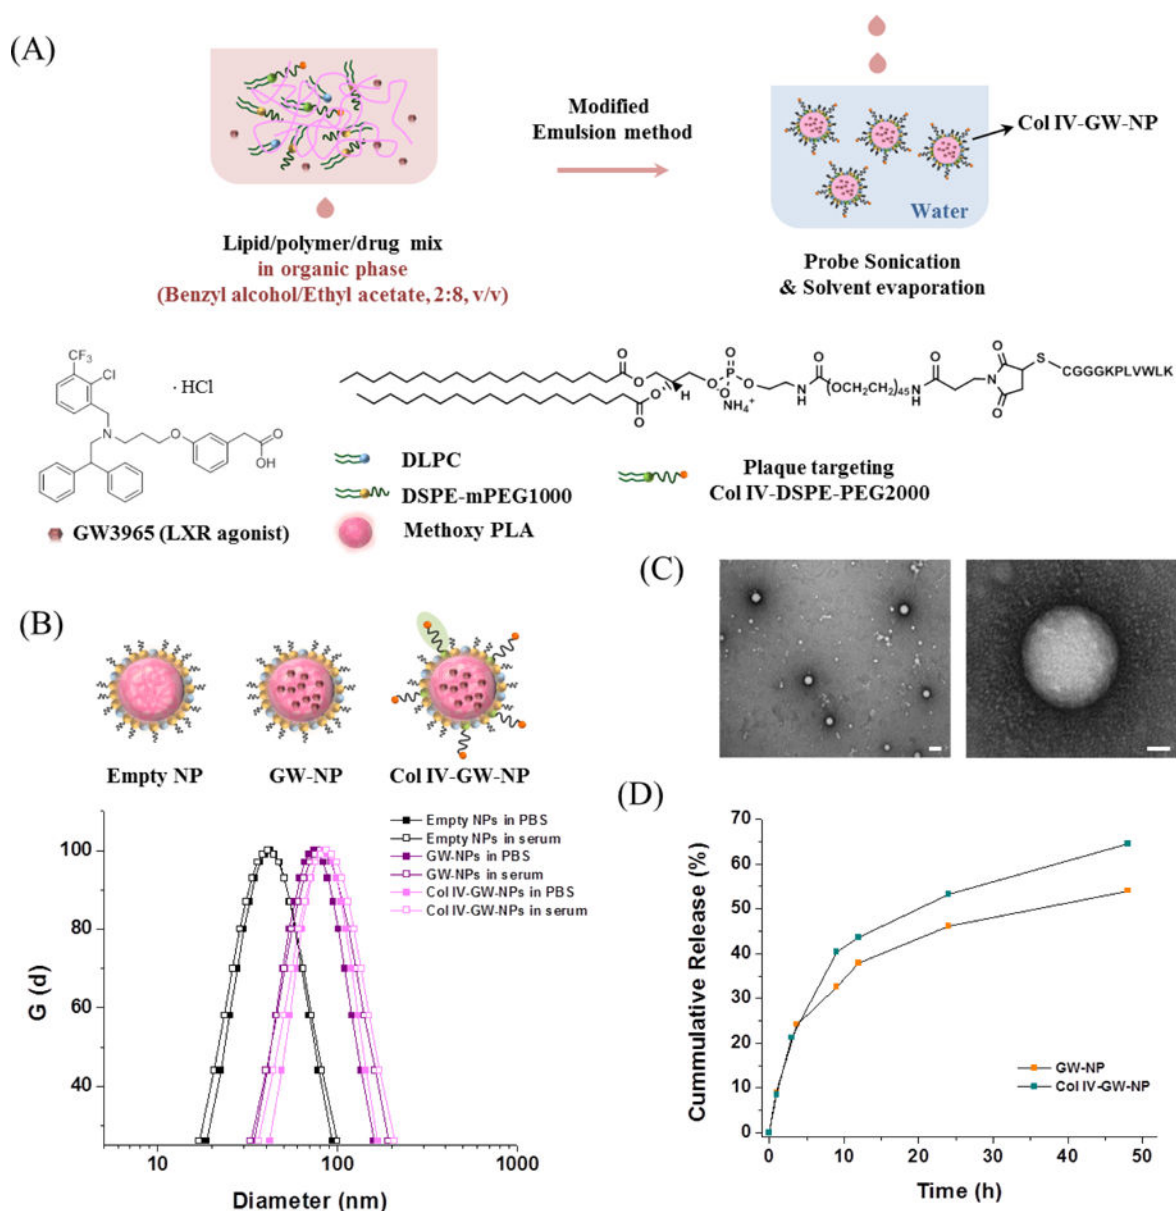 (A)
Modified
Emulsion method
Col IV-GW-NP
Water
Lipid/polymer/drug mix
in organic phase
(Benzyl alcohol/Ethyl acetate, 2:8, v/v)
Probe Sonication
& Solvent evaporation
CF3
Cl
· HCl
N
O
O
OH
O
O
O
O
H
O
O P O
O-
NH4+
O
N
H
(OCH2CH2)45
N
H
O
N
O
O
S
CGGGKPLVWLK
GW3965 (LXR agonist)
DLPC
DSPE-mPEG1000
Methoxy PLA
Plaque targeting
Col IV-DSPE-PEG2000
(B)
Empty NP
GW-NP
Col IV-GW-NP
Empty NPs in PBS
Empty NPs in serum
GW-NPs in PBS
GW-NPs in serum
Col IV-GW-NPs in PBS
Col IV-GW-NPs in serum
G (d)
100
80
60
40
10
100
1000
Diameter (nm)
(C)
(D)
Cummulative Release (%)
70
60
50
40
30
20
10
0
GW-NP
Col IV-GW-NP
0
10
20
30
40
50
Time (h)